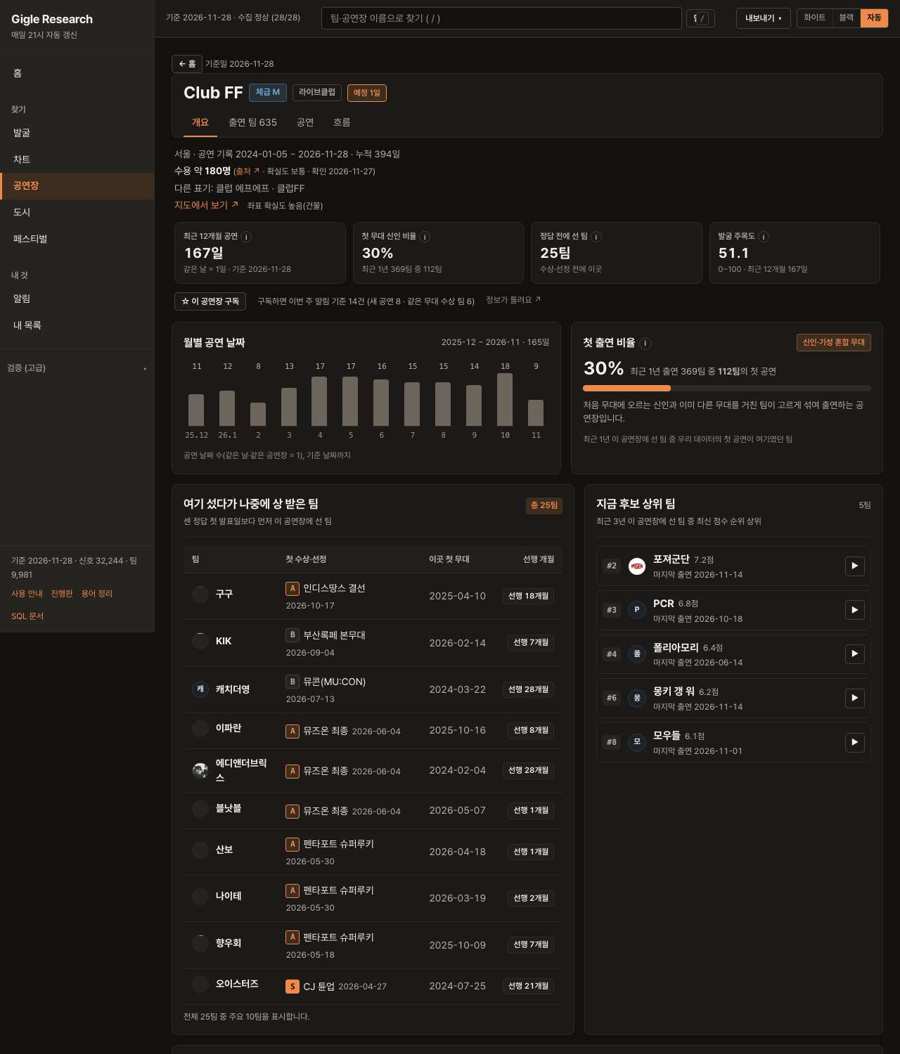 Gigle Research
매일 21시 자동 갱신
홈
찾기
발굴
차트
공연장
도시
페스티벌
내 것
알림
내 목록
검증 (고급)
기준 2026-11-28 · 신호 32,244 · 팀 9,981
사용 안내 진행판 용어 정리
SQL 문서
기준 2026-11-28 · 수집 정상 (28/28)
팀·공연장 이름으로 찾기 ( / )
/
내보내기
화이트 블랙 자동
← 홈 기준일 2026-11-28
Club FF 체급 M 라이브클럽 예정 1일
개요 출연 팀 635 공연 흐름
서울 · 공연 기록 2024-01-05 ~ 2026-11-28 · 누적 394일
수용 약 180명 (출처 ↗ · 확실도 보통 · 확인 2026-11-27)
다른 표기: 클럽 에프에프 · 클럽FF
지도에서 보기 ↗ 좌표 확실도 높음(건물)
최근 12개월 공연 i
167일
같은 날 = 1일 · 기준 2026-11-28
첫 무대 신인 비율 i
30%
최근 1년 369팀 중 112팀
정답 전에 선 팀 i
25팀
수상·선정 전에 이곳
발굴 주목도 i
51.1
0~100 · 최근 12개월 167일
☆ 이 공연장 구독 구독하면 이번 주 알림 기준 14건 (새 공연 8 · 같은 무대 수상 팀 6) 정보가 틀려요 ↗
월별 공연 날짜 2025-12 ~ 2026-11 · 165일
11 12 8 13 17 17 16 15 15 14 18 9
25.12 26.1 2 3 4 5 6 7 8 9 10 11
공연 날짜 수(같은 날·같은 공연장 = 1), 기준 날짜까지
첫 출연 비율 i 신인·기성 혼합 무대
30% 최근 1년 출연 369팀 중 112팀의 첫 공연
처음 무대에 오르는 신인과 이미 다른 무대를 거친 팀이 고르게 섞여 출연하는 공연장입니다.
최근 1년 이 공연장에 선 팀 중 우리 데이터의 첫 공연이 여기였던 팀
여기 섰다가 나중에 상 받은 팀 총 25팀
센 정답 첫 발표일보다 먼저 이 공연장에 선 팀
팀 첫 수상·선정 이곳 첫 무대 선행 개월
구구 A 인디스땅스 결선 2026-10-17 2025-04-10 선행 18개월
KIK B 부산록페 본무대 2026-09-04 2026-02-14 선행 7개월
캐 캐치더영 B 뮤콘(MU:CON) 2026-07-13 2024-03-22 선행 28개월
이파란 A 뮤즈온 최종 2026-06-04 2025-10-16 선행 8개월
에디앤더브릭스 A 뮤즈온 최종 2026-06-04 2024-02-04 선행 28개월
블낫블 A 뮤즈온 최종 2026-06-04 2026-05-07 선행 1개월
산보 A 펜타포트 슈퍼루키 2026-05-30 2026-04-18 선행 1개월
나이테 A 펜타포트 슈퍼루키 2026-05-30 2026-03-19 선행 2개월
향우회 A 펜타포트 슈퍼루키 2026-05-18 2025-10-09 선행 7개월
오이스터즈 S CJ 튠업 2026-04-27 2024-07-25 선행 21개월
전체 25팀 중 주요 10팀을 표시합니다.
지금 후보 상위 팀 5팀
최근 3년 이 공연장에 선 팀 중 최신 점수 순위 상위
#2 포져군단 7.2점
마지막 출연 2026-11-14
#3 P PCR 6.8점
마지막 출연 2026-10-18
#4 폴 폴리아모리 6.4점
마지막 출연 2026-06-14
#6 몽 몽키 갱 워 6.2점
마지막 출연 2026-11-14
#8 모 모우들 6.1점
마지막 출연 2026-11-01